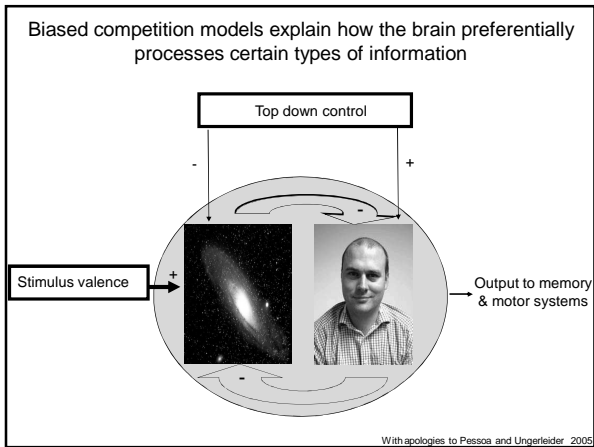 Biased competition models explain how the brain preferentially
processes certain types of information
Top down control
-
+
-
Stimulus valence
+
Output to memory
& motor systems
-
With apologies to Pessoa and Ungerleider 2005